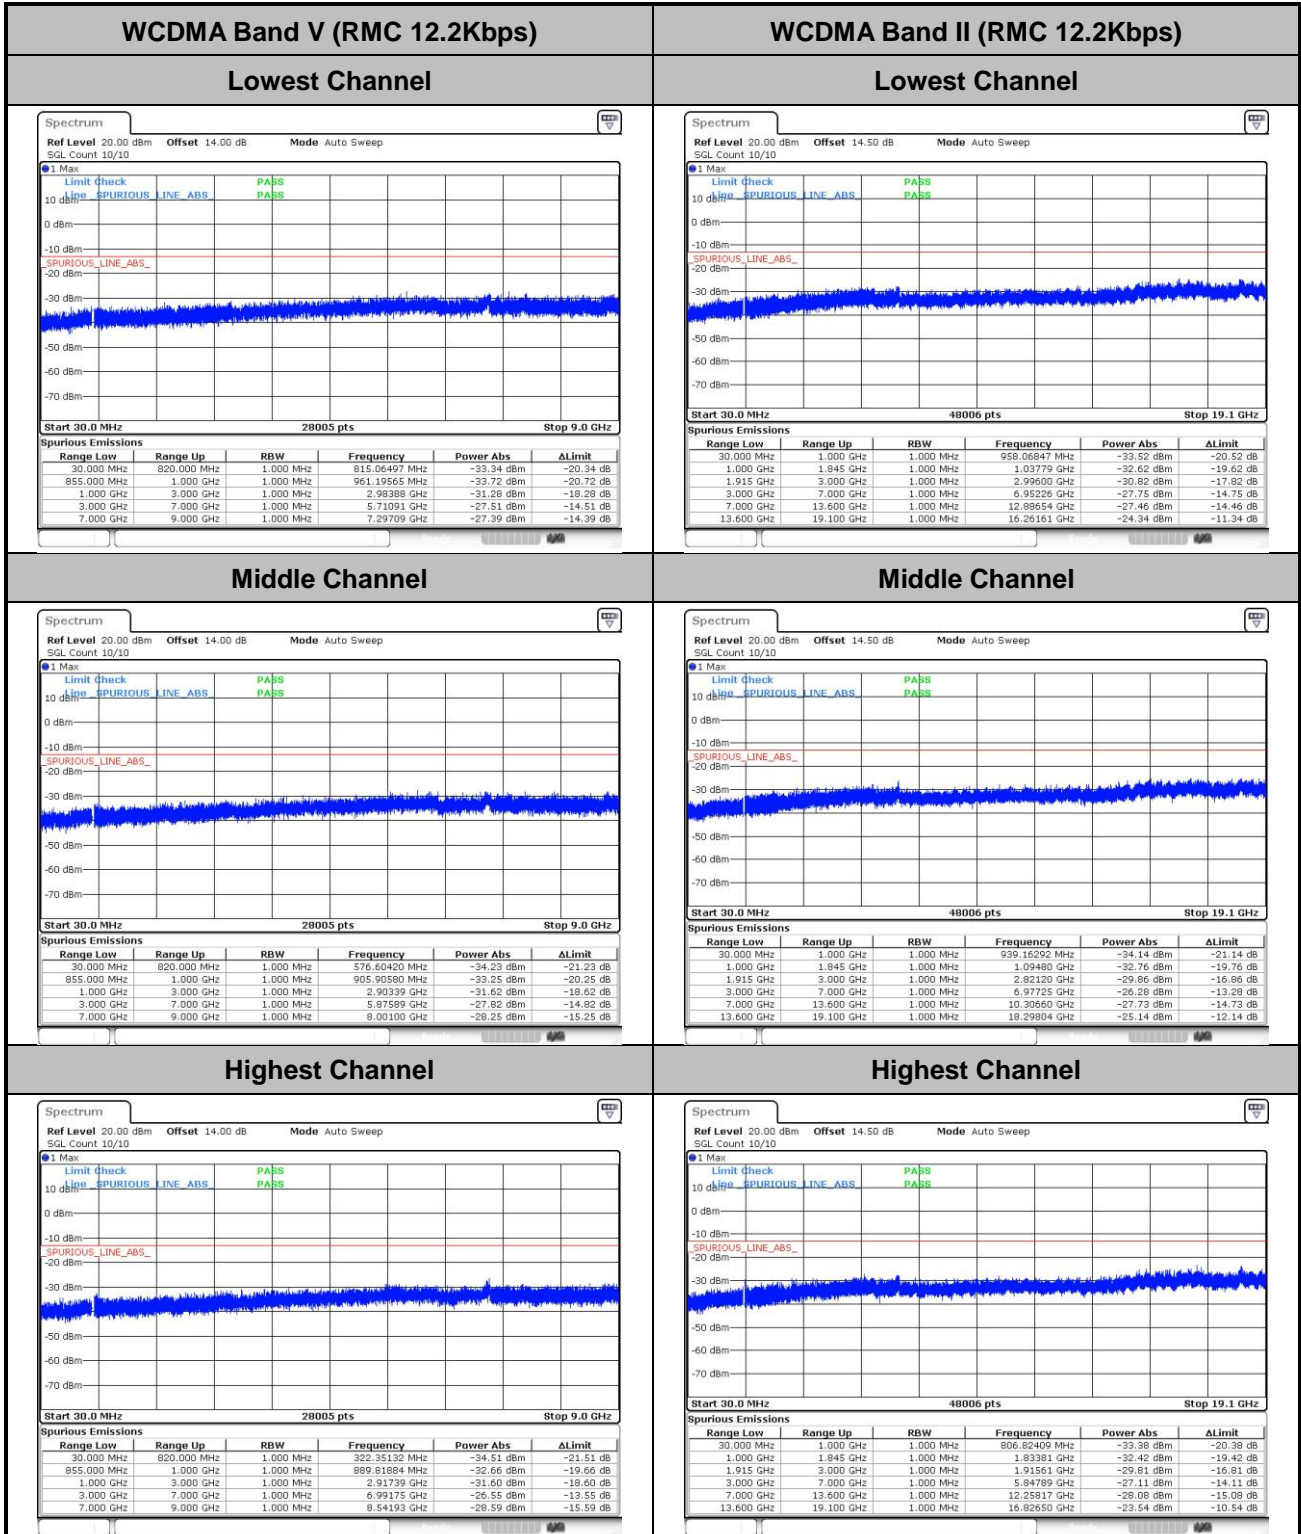 WCDMA Band V (RMC 12.2Kbps) WCDMA Band II (RMC 12.2Kbps)
Lowest Channel Lowest Channel
Spectrum
Ref Level 20.00 dBm Offset 14.00 dB Mode Auto Sweep
SGL Count 10/10
1 Max
Limit Check PASS
10 dBm Line _SPURIOUS_LINE_ABS_ PASS
0 dBm
-10 dBm
_SPURIOUS_LINE_ABS_
-20 dBm
-30 dBm
-50 dBm
-60 dBm
-70 dBm
Start 30.0 MHz 28005 pts Stop 9.0 GHz
Spurious Emissions
Range Low Range Up RBW Frequency Power Abs ΔLimit
30.000 MHz 820.000 MHz 1.000 MHz 815.06497 MHz -33.34 dBm -20.34 dB
855.000 MHz 1.000 GHz 1.000 MHz 961.19565 MHz -33.72 dBm -20.72 dB
1.000 GHz 3.000 GHz 1.000 MHz 2.98388 GHz -31.28 dBm -18.28 dB
3.000 GHz 7.000 GHz 1.000 MHz 5.71091 GHz -27.51 dBm -14.51 dB
7.000 GHz 9.000 GHz 1.000 MHz 7.29709 GHz -27.39 dBm -14.39 dB
Spectrum
Ref Level 20.00 dBm Offset 14.50 dB Mode Auto Sweep
SGL Count 10/10
1 Max
Limit Check PASS
10 dBm Line _SPURIOUS_LINE_ABS_ PASS
0 dBm
-10 dBm
_SPURIOUS_LINE_ABS_
-20 dBm
-30 dBm
-50 dBm
-60 dBm
-70 dBm
Start 30.0 MHz 48006 pts Stop 19.1 GHz
Spurious Emissions
Range Low Range Up RBW Frequency Power Abs ΔLimit
30.000 MHz 1.000 GHz 1.000 MHz 958.06847 MHz -33.52 dBm -20.52 dB
1.000 GHz 1.845 GHz 1.000 MHz 1.03779 GHz -32.62 dBm -19.62 dB
1.915 GHz 3.000 GHz 1.000 MHz 2.99600 GHz -30.82 dBm -17.82 dB
3.000 GHz 7.000 GHz 1.000 MHz 6.95226 GHz -27.75 dBm -14.75 dB
7.000 GHz 13.600 GHz 1.000 MHz 12.88654 GHz -27.46 dBm -14.46 dB
13.600 GHz 19.100 GHz 1.000 MHz 16.26161 GHz -24.34 dBm -11.34 dB
Middle Channel Middle Channel
Spectrum
Ref Level 20.00 dBm Offset 14.00 dB Mode Auto Sweep
SGL Count 10/10
1 Max
Limit Check PASS
10 dBm Line _SPURIOUS_LINE_ABS_ PASS
0 dBm
-10 dBm
_SPURIOUS_LINE_ABS_
-20 dBm
-30 dBm
-50 dBm
-60 dBm
-70 dBm
Start 30.0 MHz 28005 pts Stop 9.0 GHz
Spurious Emissions
Range Low Range Up RBW Frequency Power Abs ΔLimit
30.000 MHz 820.000 MHz 1.000 MHz 576.60420 MHz -34.23 dBm -21.23 dB
855.000 MHz 1.000 GHz 1.000 MHz 905.90580 MHz -33.25 dBm -20.25 dB
1.000 GHz 3.000 GHz 1.000 MHz 2.90339 GHz -31.62 dBm -18.62 dB
3.000 GHz 7.000 GHz 1.000 MHz 5.87589 GHz -27.82 dBm -14.82 dB
7.000 GHz 9.000 GHz 1.000 MHz 8.00100 GHz -28.25 dBm -15.25 dB
Spectrum
Ref Level 20.00 dBm Offset 14.50 dB Mode Auto Sweep
SGL Count 10/10
1 Max
Limit Check PASS
10 dBm Line _SPURIOUS_LINE_ABS_ PASS
0 dBm
-10 dBm
_SPURIOUS_LINE_ABS_
-20 dBm
-30 dBm
-50 dBm
-60 dBm
-70 dBm
Start 30.0 MHz 48006 pts Stop 19.1 GHz
Spurious Emissions
Range Low Range Up RBW Frequency Power Abs ΔLimit
30.000 MHz 1.000 GHz 1.000 MHz 939.16292 MHz -34.14 dBm -21.14 dB
1.000 GHz 1.845 GHz 1.000 MHz 1.09480 GHz -32.76 dBm -19.76 dB
1.915 GHz 3.000 GHz 1.000 MHz 2.82120 GHz -29.86 dBm -16.86 dB
3.000 GHz 7.000 GHz 1.000 MHz 6.97725 GHz -26.28 dBm -13.28 dB
7.000 GHz 13.600 GHz 1.000 MHz 10.30660 GHz -27.73 dBm -14.73 dB
13.600 GHz 19.100 GHz 1.000 MHz 18.29804 GHz -25.14 dBm -12.14 dB
Highest Channel Highest Channel
Spectrum
Ref Level 20.00 dBm Offset 14.00 dB Mode Auto Sweep
SGL Count 10/10
1 Max
Limit Check PASS
10 dBm Line _SPURIOUS_LINE_ABS_ PASS
0 dBm
-10 dBm
_SPURIOUS_LINE_ABS_
-20 dBm
-30 dBm
-50 dBm
-60 dBm
-70 dBm
Start 30.0 MHz 28005 pts Stop 9.0 GHz
Spurious Emissions
Range Low Range Up RBW Frequency Power Abs ΔLimit
30.000 MHz 820.000 MHz 1.000 MHz 322.35132 MHz -34.51 dBm -21.51 dB
855.000 MHz 1.000 GHz 1.000 MHz 889.81884 MHz -32.66 dBm -19.66 dB
1.000 GHz 3.000 GHz 1.000 MHz 2.91739 GHz -31.60 dBm -18.60 dB
3.000 GHz 7.000 GHz 1.000 MHz 6.99175 GHz -26.55 dBm -13.55 dB
7.000 GHz 9.000 GHz 1.000 MHz 8.54193 GHz -28.59 dBm -15.59 dB
Spectrum
Ref Level 20.00 dBm Offset 14.50 dB Mode Auto Sweep
SGL Count 10/10
1 Max
Limit Check PASS
10 dBm Line _SPURIOUS_LINE_ABS_ PASS
0 dBm
-10 dBm
_SPURIOUS_LINE_ABS_
-20 dBm
-30 dBm
-50 dBm
-60 dBm
-70 dBm
Start 30.0 MHz 48006 pts Stop 19.1 GHz
Spurious Emissions
Range Low Range Up RBW Frequency Power Abs ΔLimit
30.000 MHz 1.000 GHz 1.000 MHz 806.82409 MHz -33.38 dBm -20.38 dB
1.000 GHz 1.845 GHz 1.000 MHz 1.83381 GHz -32.42 dBm -19.42 dB
1.915 GHz 3.000 GHz 1.000 MHz 1.91561 GHz -29.81 dBm -16.81 dB
3.000 GHz 7.000 GHz 1.000 MHz 5.84789 GHz -27.11 dBm -14.11 dB
7.000 GHz 13.600 GHz 1.000 MHz 12.25817 GHz -28.08 dBm -15.08 dB
13.600 GHz 19.100 GHz 1.000 MHz 16.82650 GHz -23.54 dBm -10.54 dB